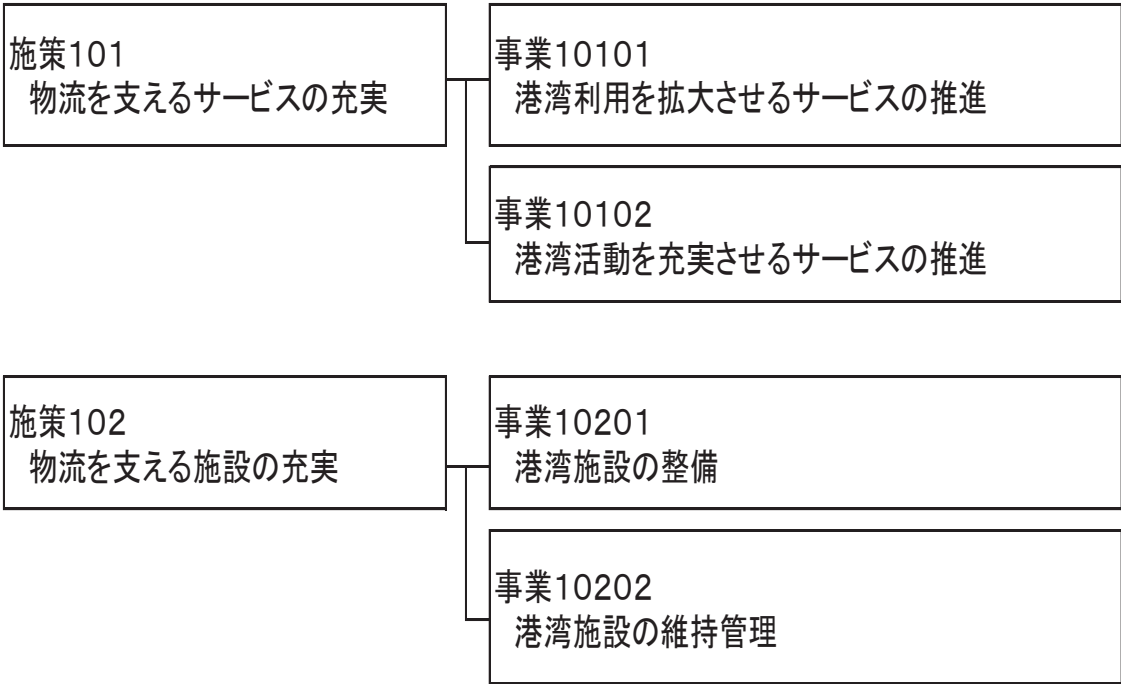 施策101
物流を支えるサービスの充実
事業10101
港湾利用を拡大させるサービスの推進
事業10102
港湾活動を充実させるサービスの推進
施策102
物流を支える施設の充実
事業10201
港湾施設の整備
事業10202
港湾施設の維持管理